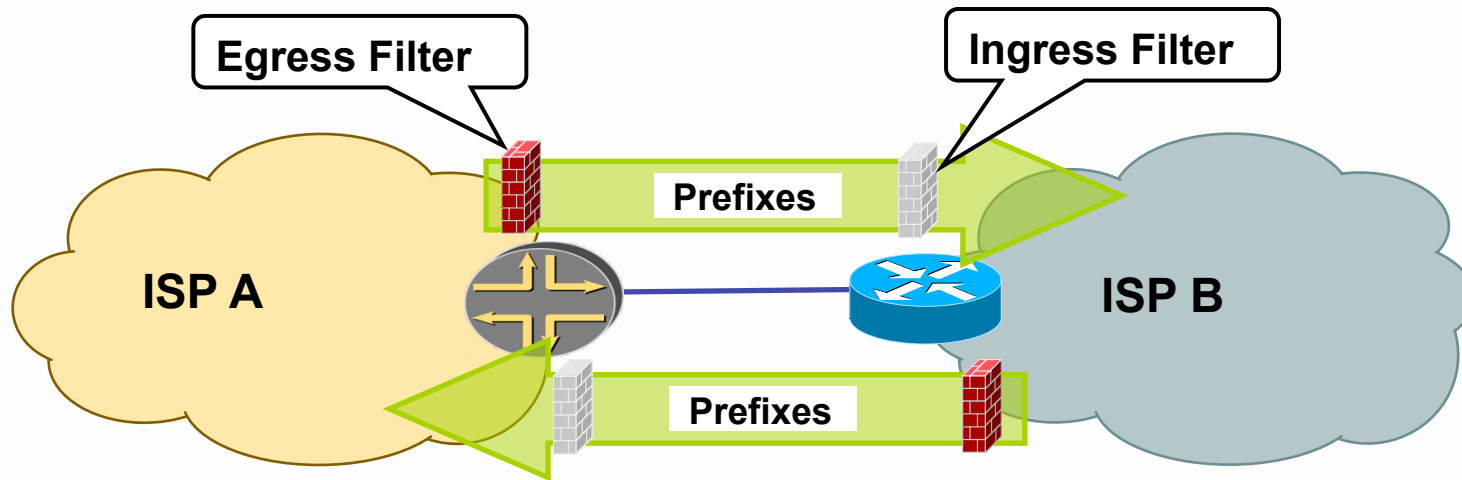 Egress Filter
Ingress Filter
Prefixes
ISP A
ISP B
Prefixes